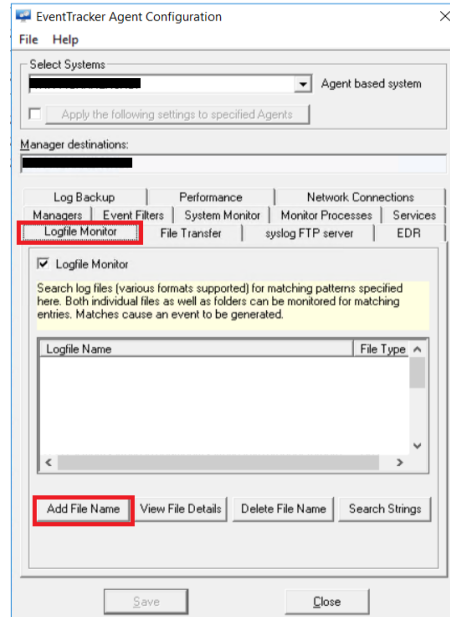 EventTracker Agent Configuration
File Help
Select Systems
Agent based system
Apply the following settings to specified Agents
Manager destinations:
Log Backup Performance Network Connections
Managers Event Filters System Monitor Monitor Processes Services
Logfile Monitor File Transfer syslog FTP server EDR
Logfile Monitor
Search log files (various formats supported) for matching patterns specified
here. Both individual files as well as folders can be monitored for matching
entries. Matches cause an event to be generated.
Logfile Name File Type
Add File Name View File Details Delete File Name Search Strings
Save Close